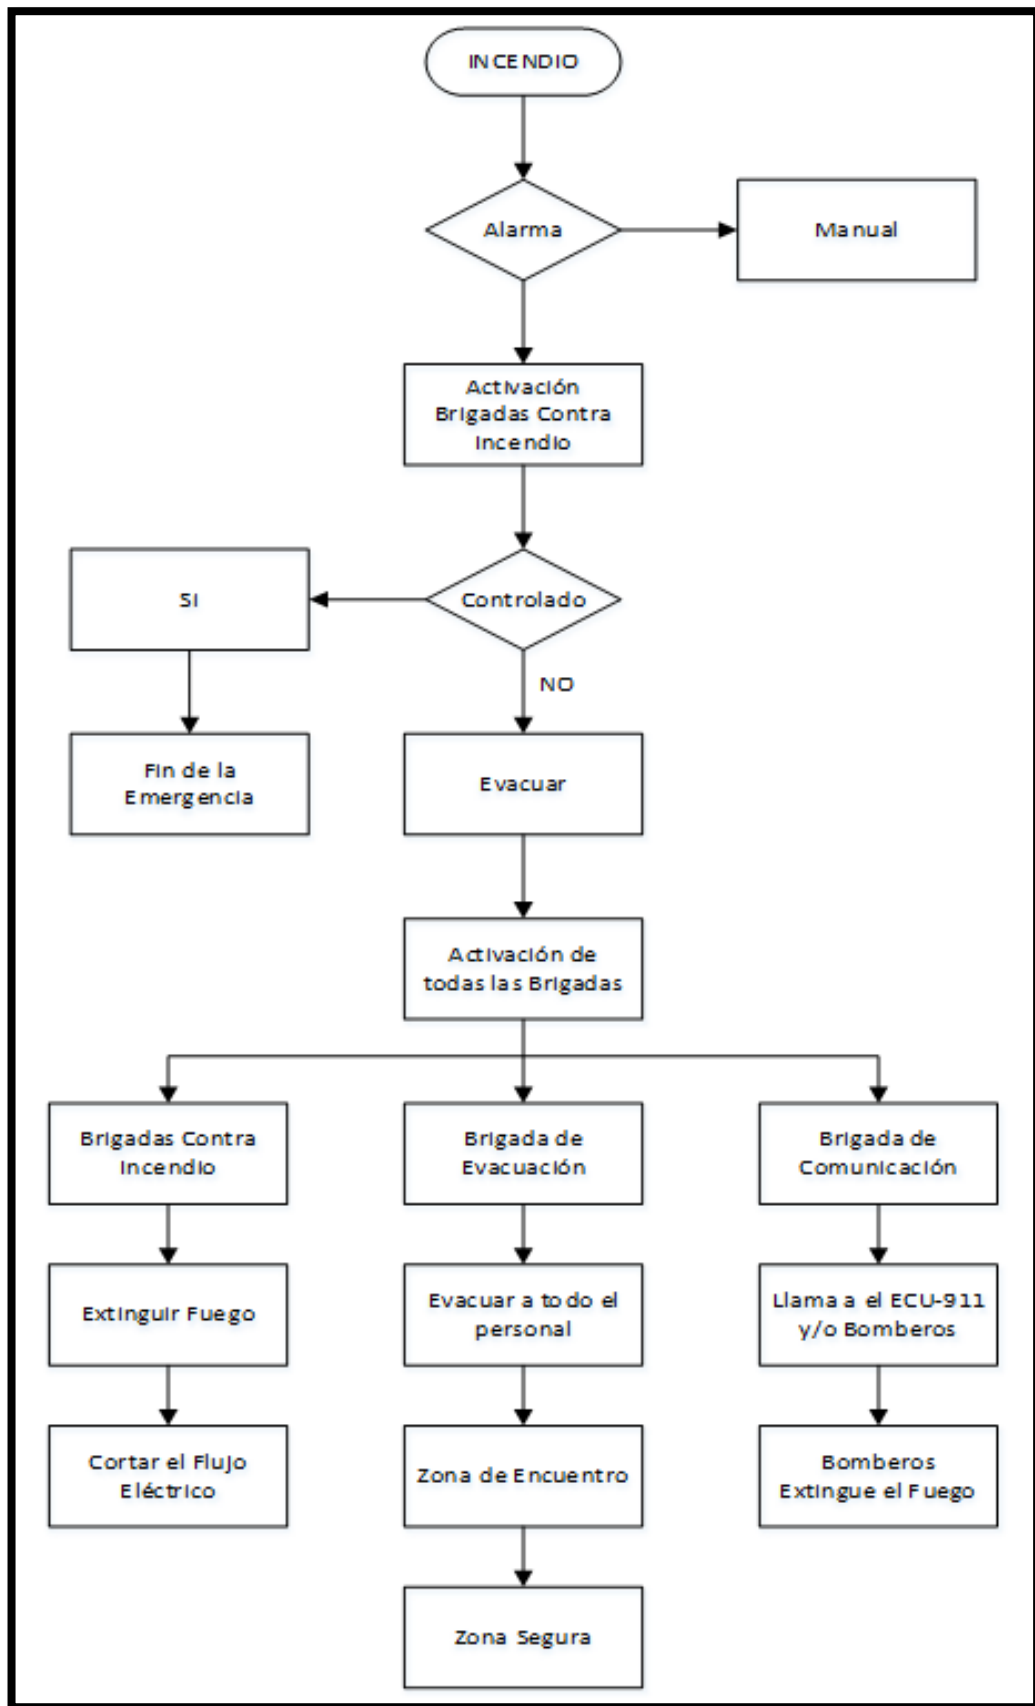 INCENDIO
Alarma
Manual
Activación
Brigadas Contra
Incendio
SI
Controlado
NO
Fin de la
Emergencia
Evacuar
Activación de
todas las Brigadas
Brigadas Contra
Incendio
Brigada de
Evacuación
Brigada de
Comunicación
Extinguir Fuego
Evacuar a todo el
personal
Llama a el ECU-911
y/o Bomberos
Cortar el Flujo
Eléctrico
Zona de Encuentro
Bomberos
Extingue el Fuego
Zona Segura